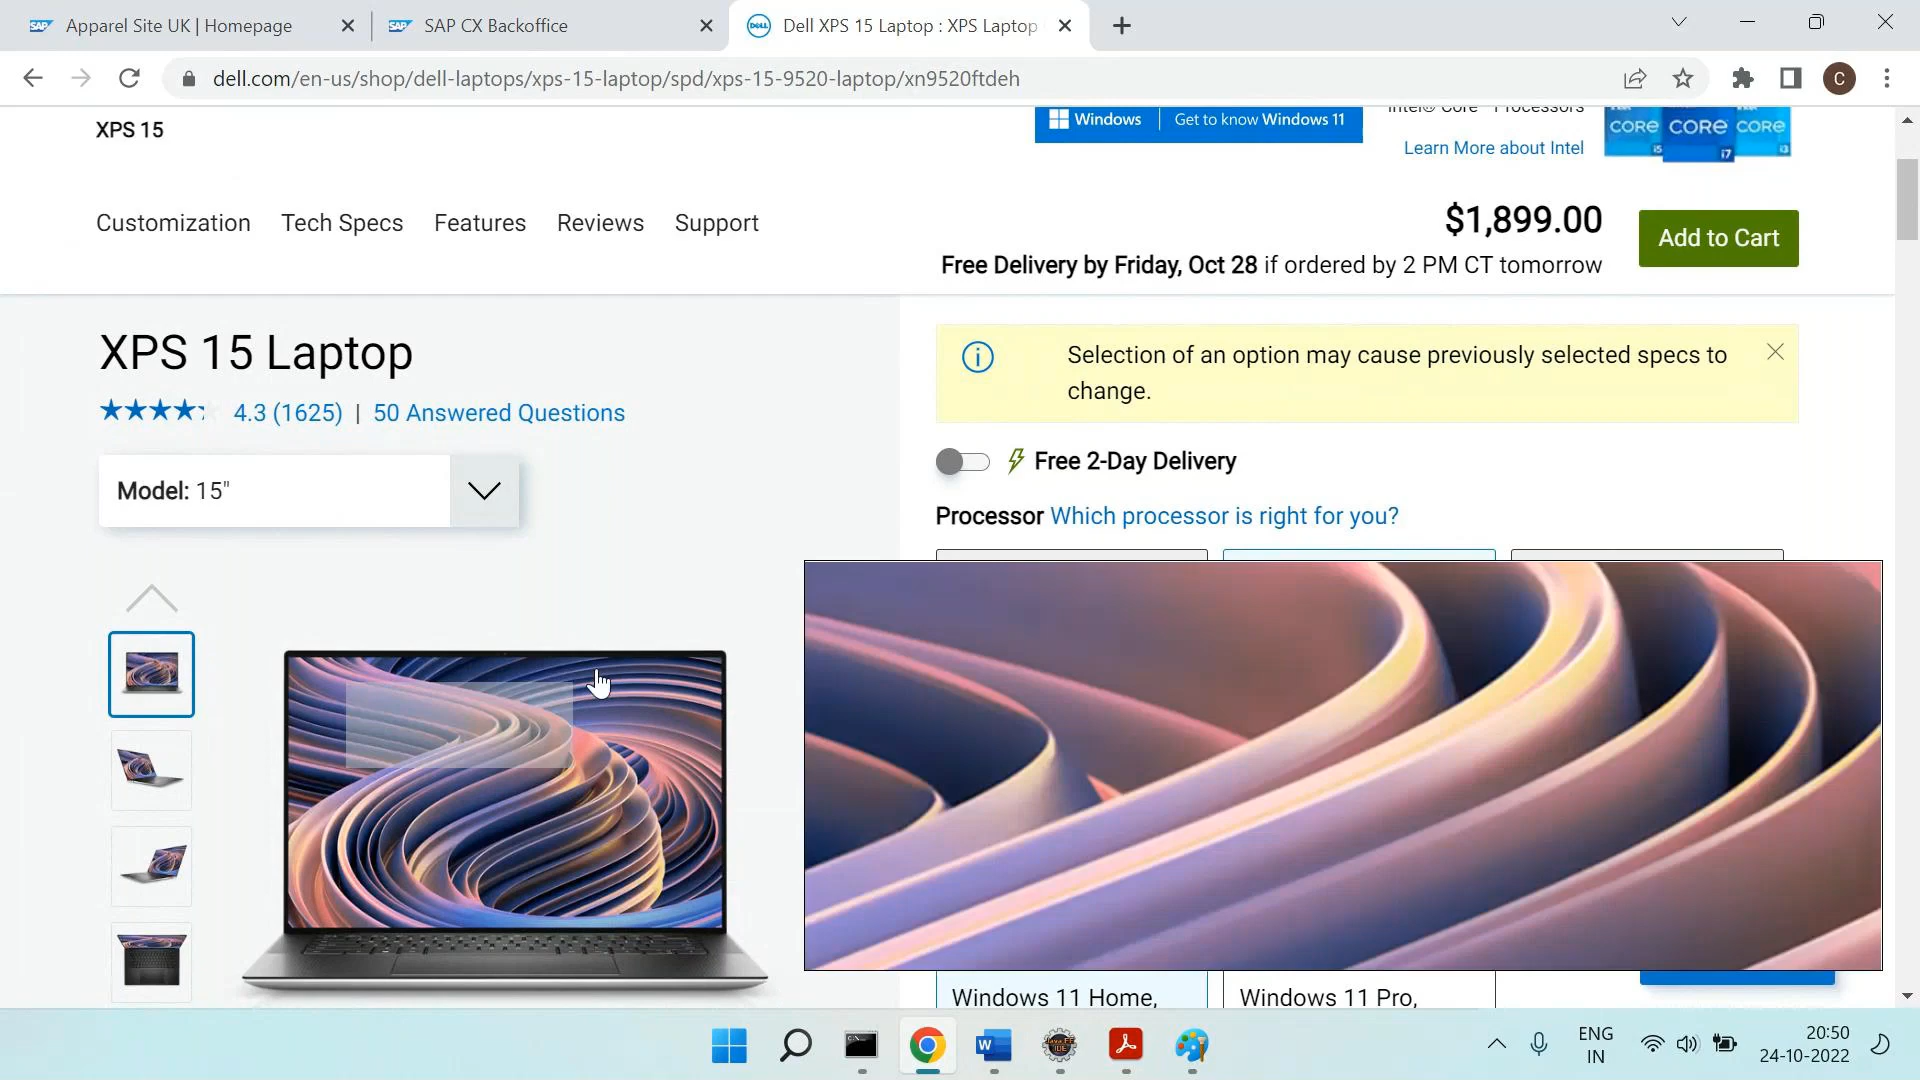 Apparel Site UK | Homepage
SAP CX Backoffice
Dell XPS 15 Laptop : XPS Laptop
dell.com/en-us/shop/dell-laptops/xps-15-laptop/spd/xps-15-9520-laptop/xn9520ftdeh
C
XPS 15
Windows | Get to know Windows 11
Intel® Core™ Processors
Learn More about Intel
CORE i5 CORE i7 CORE i3
Customization Tech Specs Features Reviews Support
$1,899.00
Add to Cart
Free Delivery by Friday, Oct 28 if ordered by 2 PM CT tomorrow
XPS 15 Laptop
4.3 (1625) | 50 Answered Questions
Model: 15"
Selection of an option may cause previously selected specs to
change.
Free 2-Day Delivery
Processor Which processor is right for you?
Windows 11 Home,
Windows 11 Pro,
ENG
IN
20:50
24-10-2022